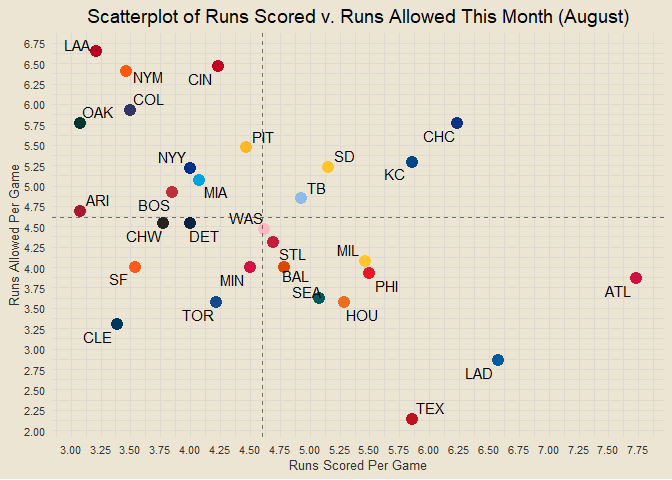 Scatterplot of Runs Scored v. Runs Allowed This Month (August)
Runs Allowed Per Game
6.75
6.50
6.25
6.00
5.75
5.50
5.25
5.00
4.75
4.50
4.25
4.00
3.75
3.50
3.25
3.00
2.75
2.50
2.25
2.00
LAA
NYM
CIN
COL
OAK
CHC
PIT
NYY
SD
KC
MIA
TB
ARI
BOS
WAS
CHW
DET
STL
MIL
SF
MIN
BAL
PHI
SEA
ATL
TOR
HOU
CLE
LAD
TEX
3.00 3.25 3.50 3.75 4.00 4.25 4.50 4.75 5.00 5.25 5.50 5.75 6.00 6.25 6.50 6.75 7.00 7.25 7.50 7.75
Runs Scored Per Game